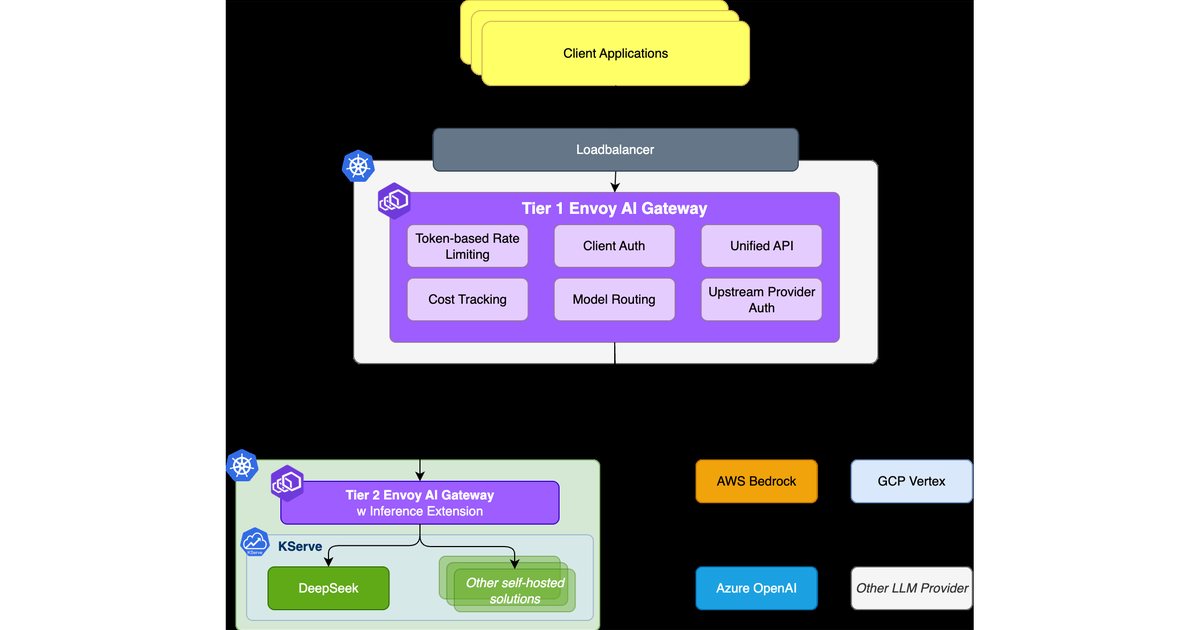 Client Applications
Loadbalancer
Tier 1 Envoy AI Gateway
Token-based Rate
Limiting
Client Auth
Unified API
Cost Tracking
Model Routing
Upstream Provider
Auth
Tier 2 Envoy AI Gateway
w Inference Extension
KServe
KServe
DeepSeek
Other self-hosted
solutions
AWS Bedrock
GCP Vertex
Azure OpenAI
Other LLM Provider